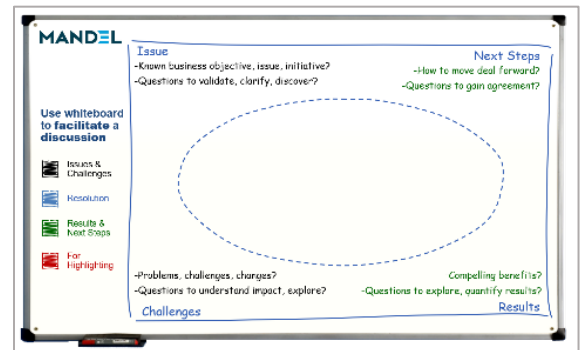 MANDEL
Issue
-Known business objective, issue, initiative?
-Questions to validate, clarify, discover?
Next Steps
-How to move deal forward?
-Questions to gain agreement?
Use whiteboard
to facilitate a
discussion
Issues &
Challenges
Resolution
Results &
Next Steps
For
Highlighting
-Problems, challenges, changes?
-Questions to understand impact, explore?
Challenges
Compelling benefits?
-Questions to explore, quantify results?
Results